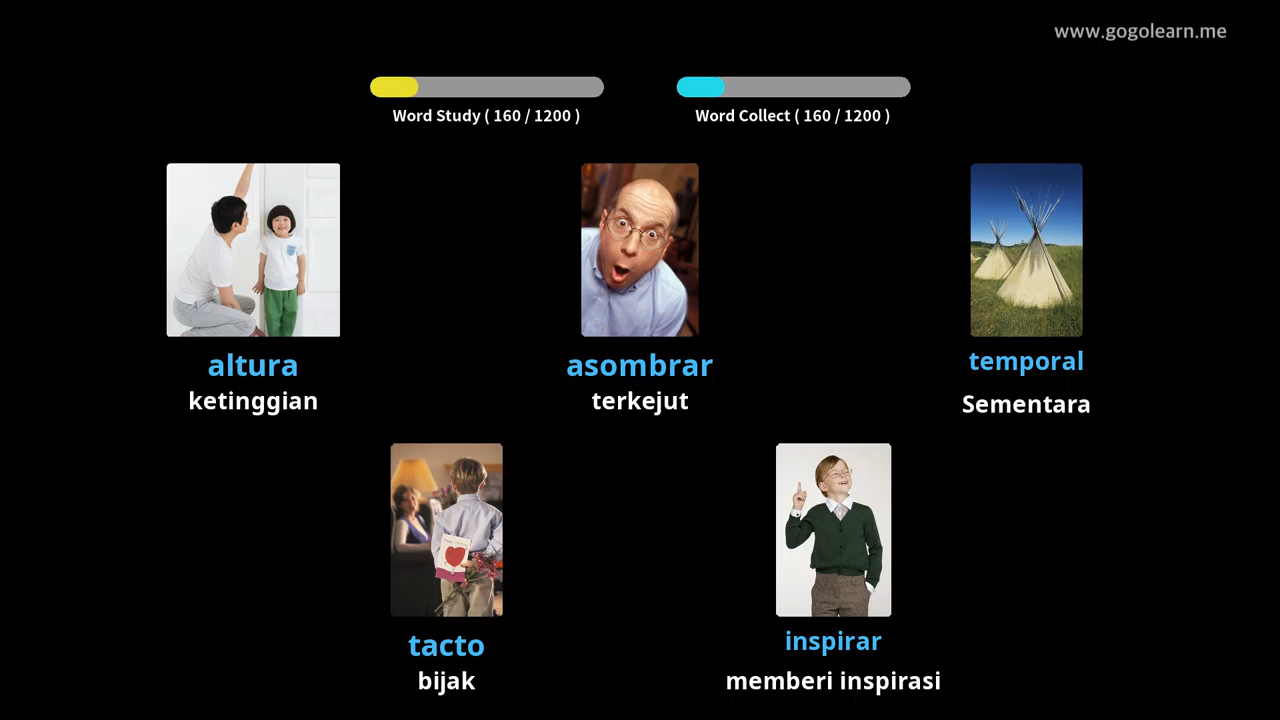 www.gogolearn.me
Word Study ( 160 / 1200 )
Word Collect ( 160 / 1200 )
altura
ketinggian
asombrar
terkejut
temporal
Sementara
tacto
bijak
inspirar
memberi inspirasi